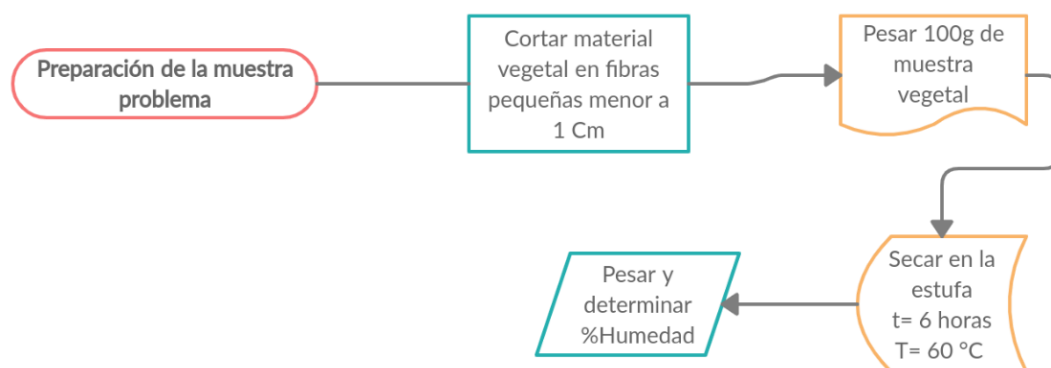 Preparación de la muestra
problema
Cortar material
vegetal en fibras
pequeñas menor a
1 Cm
Pesar 100g de
muestra
vegetal
Secar en la
estufa
t= 6 horas
T= 60 °C
Pesar y
determinar
%Humedad